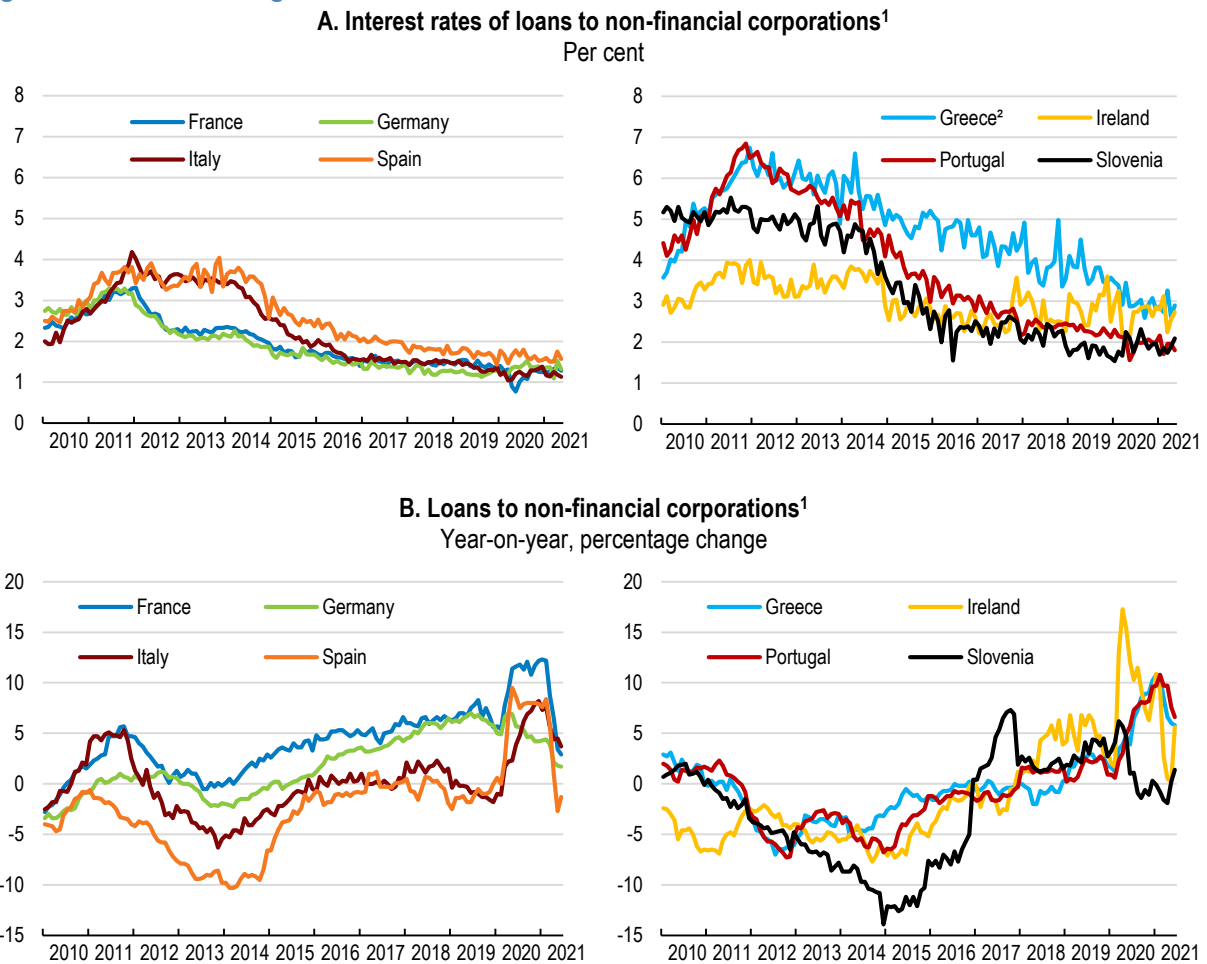 A. Interest rates of loans to non-financial corporations¹
Per cent
8
7
6
5
4
3
2
1
0
France
Germany
Italy
Spain
2010 2011 2012 2013 2014 2015 2016 2017 2018 2019 2020 2021
8
7
6
5
4
3
2
1
0
Greece²
Ireland
Portugal
Slovenia
2010 2011 2012 2013 2014 2015 2016 2017 2018 2019 2020 2021
B. Loans to non-financial corporations¹
Year-on-year, percentage change
20
15
10
5
0
-5
-10
-15
France
Germany
Italy
Spain
2010 2011 2012 2013 2014 2015 2016 2017 2018 2019 2020 2021
20
15
10
5
0
-5
-10
-15
Greece
Ireland
Portugal
Slovenia
2010 2011 2012 2013 2014 2015 2016 2017 2018 2019 2020 2021